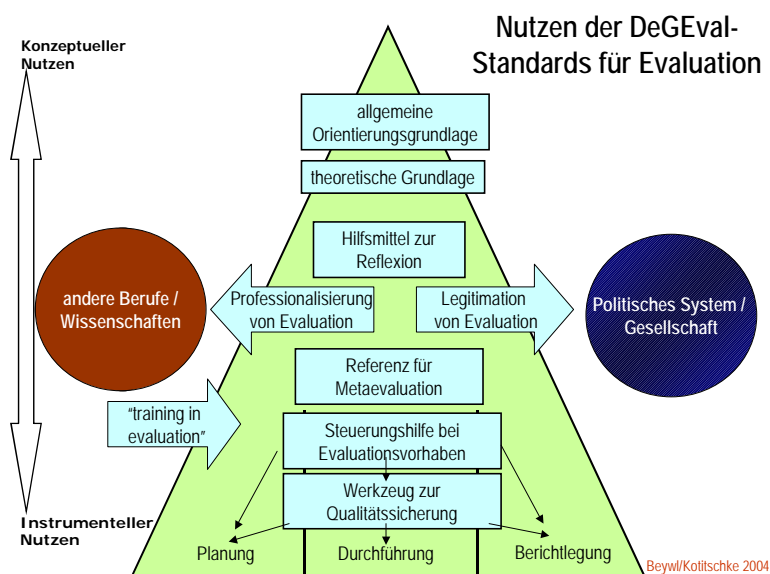 Nutzen der DeGEval-
Standards für Evaluation
Konzeptueller
Nutzen
allgemeine
Orientierungsgrundlage
theoretische Grundlage
Hilfsmittel zur
Reflexion
andere Berufe /
Wissenschaften
Professionalisierung
von Evaluation
Legitimation
von Evaluation
Politisches System /
Gesellschaft
Referenz für
Metaevaluation
"training in
evaluation"
Steuerungshilfe bei
Evaluationsvorhaben
Werkzeug zur
Qualitätssicherung
Instrumenteller
Nutzen
Planung
Durchführung
Berichtlegung
Beywl/Kotitschke 2004